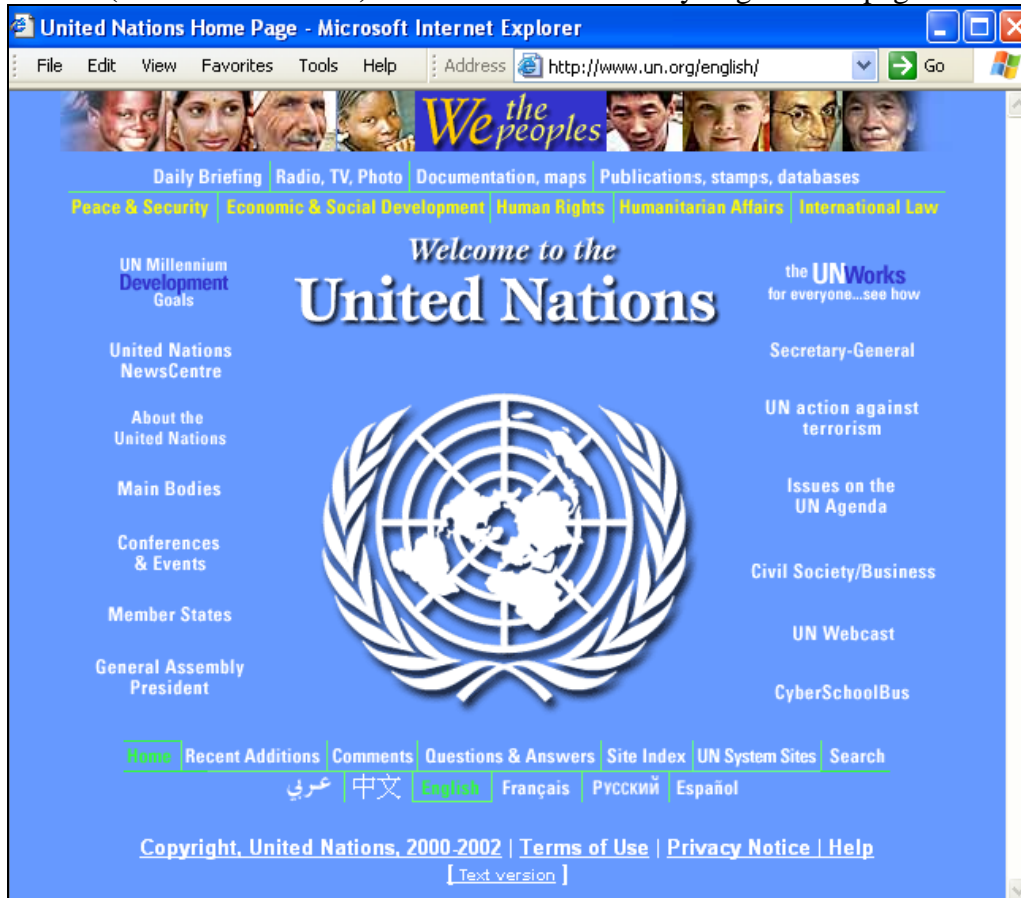 United Nations Home Page - Microsoft Internet Explorer
File Edit View Favorites Tools Help Address http://www.un.org/english/ Go
We the peoples
Daily Briefing Radio, TV, Photo Documentation, maps Publications, stamps, databases
Peace & Security Economic & Social Development Human Rights Humanitarian Affairs International Law
Welcome to the
United Nations
UN Millennium
Development
Goals
United Nations
NewsCentre
About the
United Nations
Main Bodies
Conferences
& Events
Member States
General Assembly
President
the UNWorks
for everyone...see how
Secretary-General
UN action against
terrorism
Issues on the
UN Agenda
Civil Society/Business
UN Webcast
CyberSchoolBus
Home Recent Additions Comments Questions & Answers Site Index UN System Sites Search
عربي 中文 English Français Русский Español
Copyright, United Nations, 2000-2002 | Terms of Use | Privacy Notice | Help
[ Text version ]